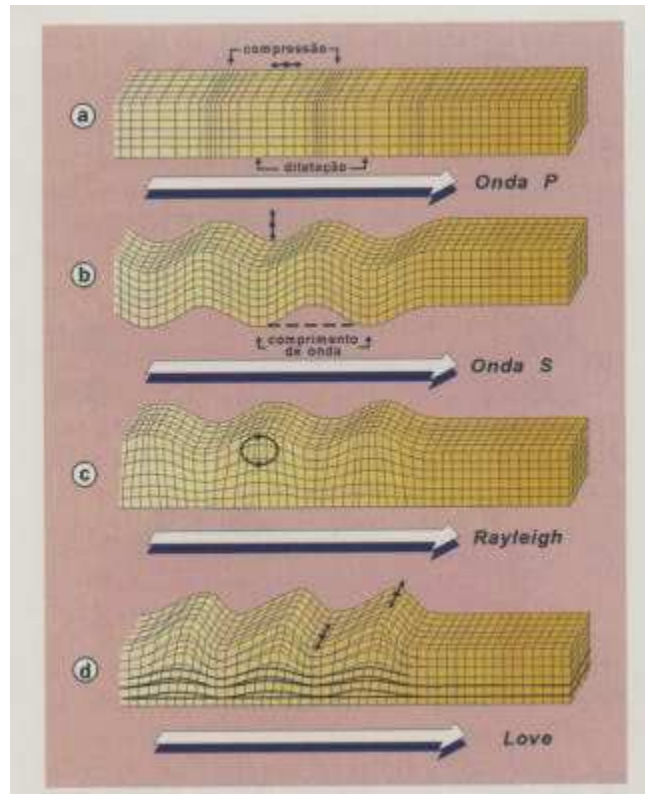 compressão
a
dilatação
Onda P
b
comprimento
de onda
Onda S
c
Rayleigh
d
Love